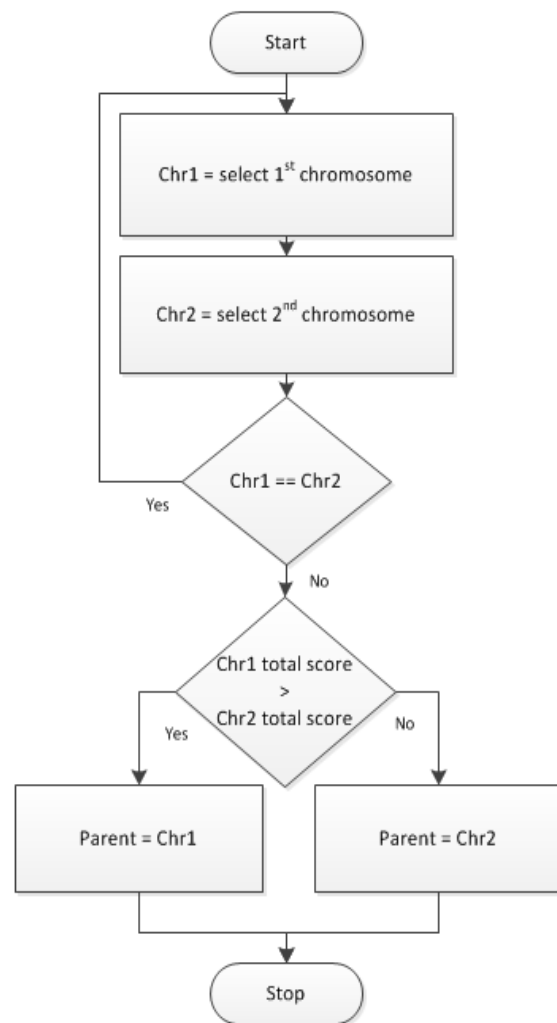 Start
Chr1 = select 1st chromosome
Chr2 = select 2nd chromosome
Chr1 == Chr2
Yes
No
Chr1 total score
>
Chr2 total score
Yes
No
Parent = Chr1
Parent = Chr2
Stop